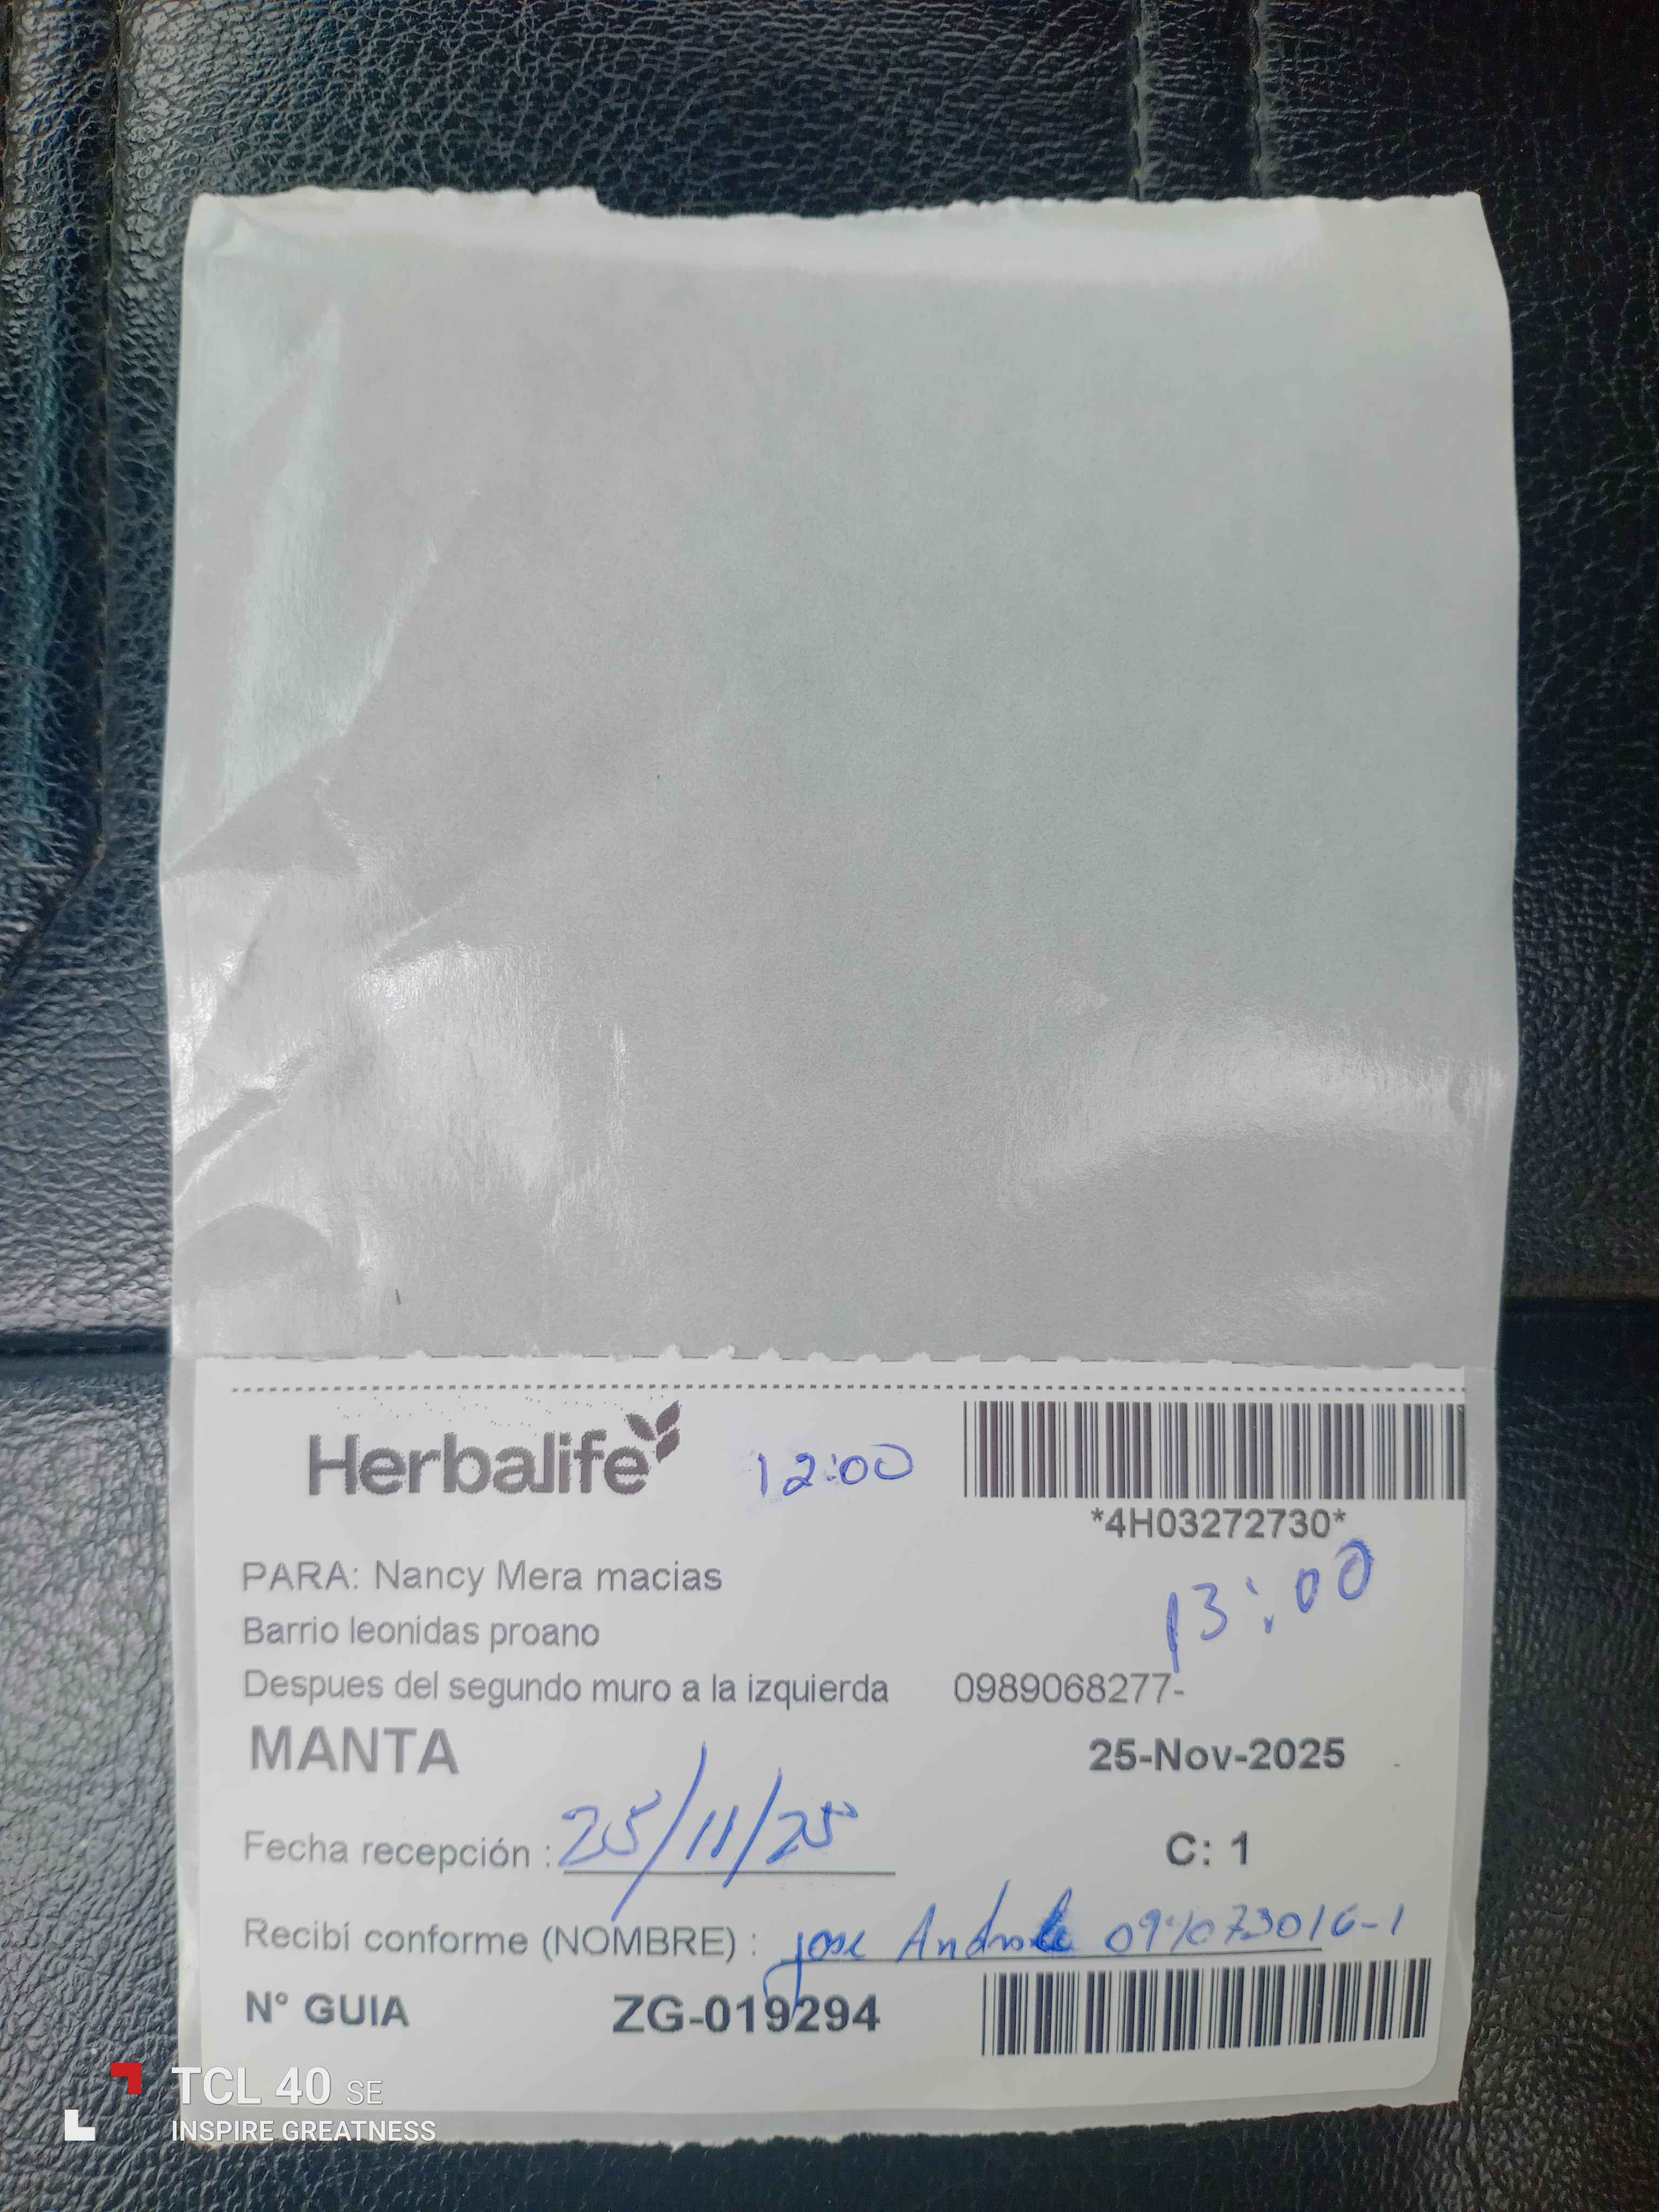 Herbalife 12:00
*4H03272730*
PARA: Nancy Mera macias
13:00
Barrio leonidas proano
Despues del segundo muro a la izquierda 0989068277-
MANTA 25-Nov-2025
Fecha recepción : 25/11/25 C: 1
Recibí conforme (NOMBRE) : jose
N° GUIA ZG-019294
TCL 40 SE
INSPIRE GREATNESS